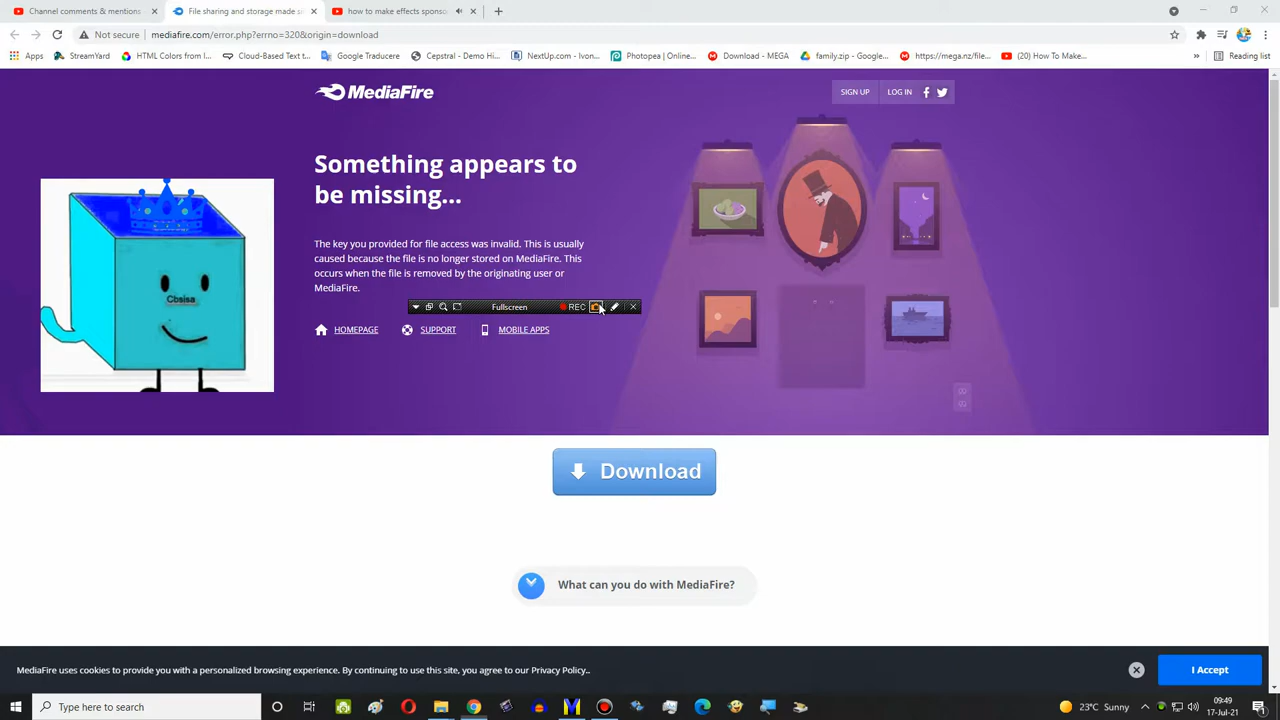 Channel comments & mentions -
File sharing and storage made si
how to make effects sponso
Not secure
mediafire.com/error.php?errno=320&origin=download
Apps
StreamYard
HTML Colors from I...
Cloud-Based Text t...
Google Traducere
Cepstral - Demo Hi...
NextUp.com - Ivon...
Photopea | Online...
Download - MEGA
family.zip - Google...
https://mega.nz/file...
(20) How To Make...
»
Reading list
MediaFire
SIGN UP
LOG IN
Something appears to
be missing...
The key you provided for file access was invalid. This is usually
caused because the file is no longer stored on MediaFire. This
occurs when the file is removed by the originating user or
MediaFire.
Cbsisa
Fullscreen
REC
HOMEPAGE
SUPPORT
MOBILE APPS
Download
What can you do with MediaFire?
MediaFire uses cookies to provide you with a personalized browsing experience. By continuing to use this site, you agree to our Privacy Policy..
I Accept
Type here to search
23°C Sunny
09:49
17-Jul-21